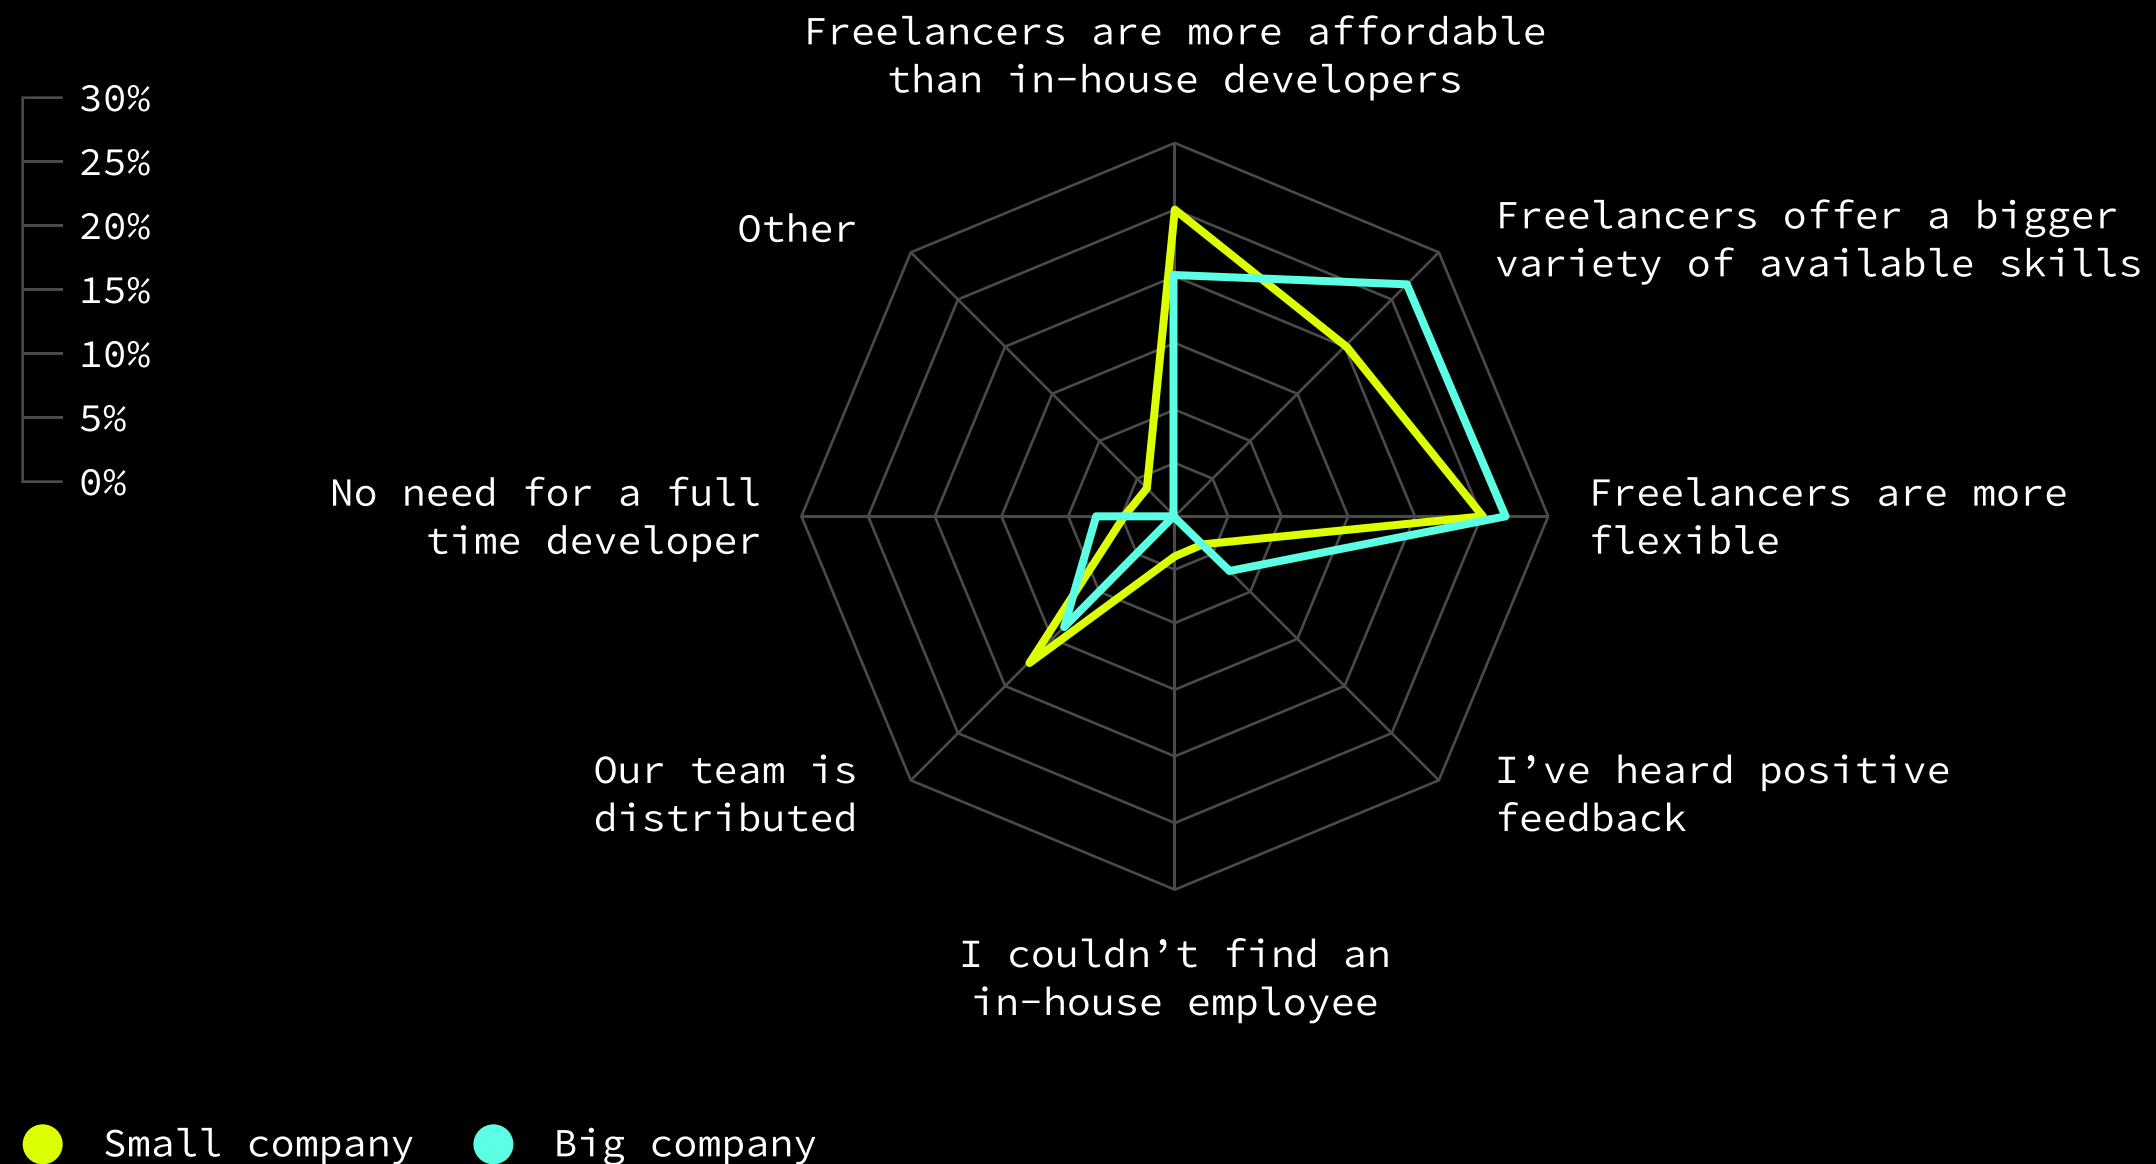 Freelancers are more affordable
than in-house developers
30%
25%
20%
15%
10%
5%
0%
Freelancers offer a bigger
variety of available skills
Other
Freelancers are more
flexible
No need for a full
time developer
I’ve heard positive
feedback
Our team is
distributed
I couldn’t find an
in-house employee
Small company
Big company